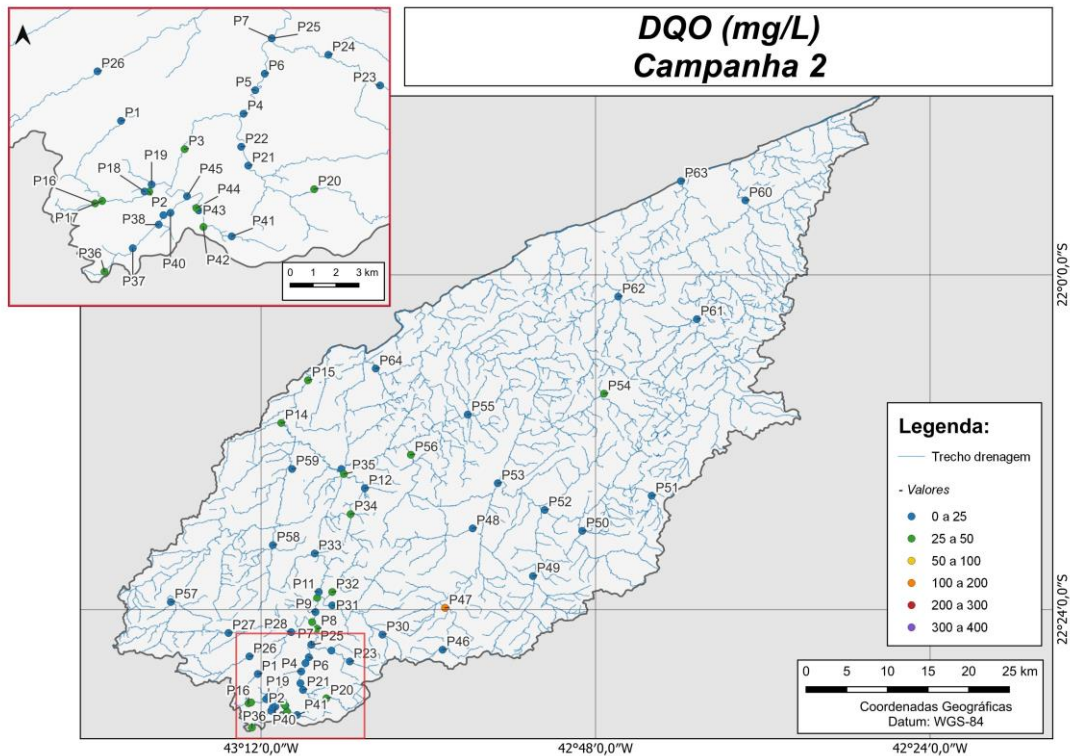 DQO (mg/L)
Campanha 2
P7
P25
P24
P23
P26
P6
P5
P4
P1
P3
P22
P21
P19
P18
P45
P16
P20
P2
P44
P17
P38
P43
P41
P40
P42
P36
P37
0 1 2 3 km
P63
P60
P62
P61
P64
P15
P54
P55
P14
P56
P59
P35
P12
P53
P51
P52
P34
P48
P50
P58
P33
P49
P11
P32
P57
P9
P31
P47
P8
P27
P28
P7
P25
P30
P46
P26
P23
P4
P6
P1
P19
P21
P16
P2
P20
P36
P40
P41
22°0'0,0"S
22°24'0,0"S
Legenda:
Trecho drenagem
- Valores
0 a 25
25 a 50
50 a 100
100 a 200
200 a 300
300 a 400
0 5 10 15 20 25 km
Coordenadas Geográficas
Datum: WGS-84
43°12'0,0"W
42°48'0,0"W
42°24'0,0"W